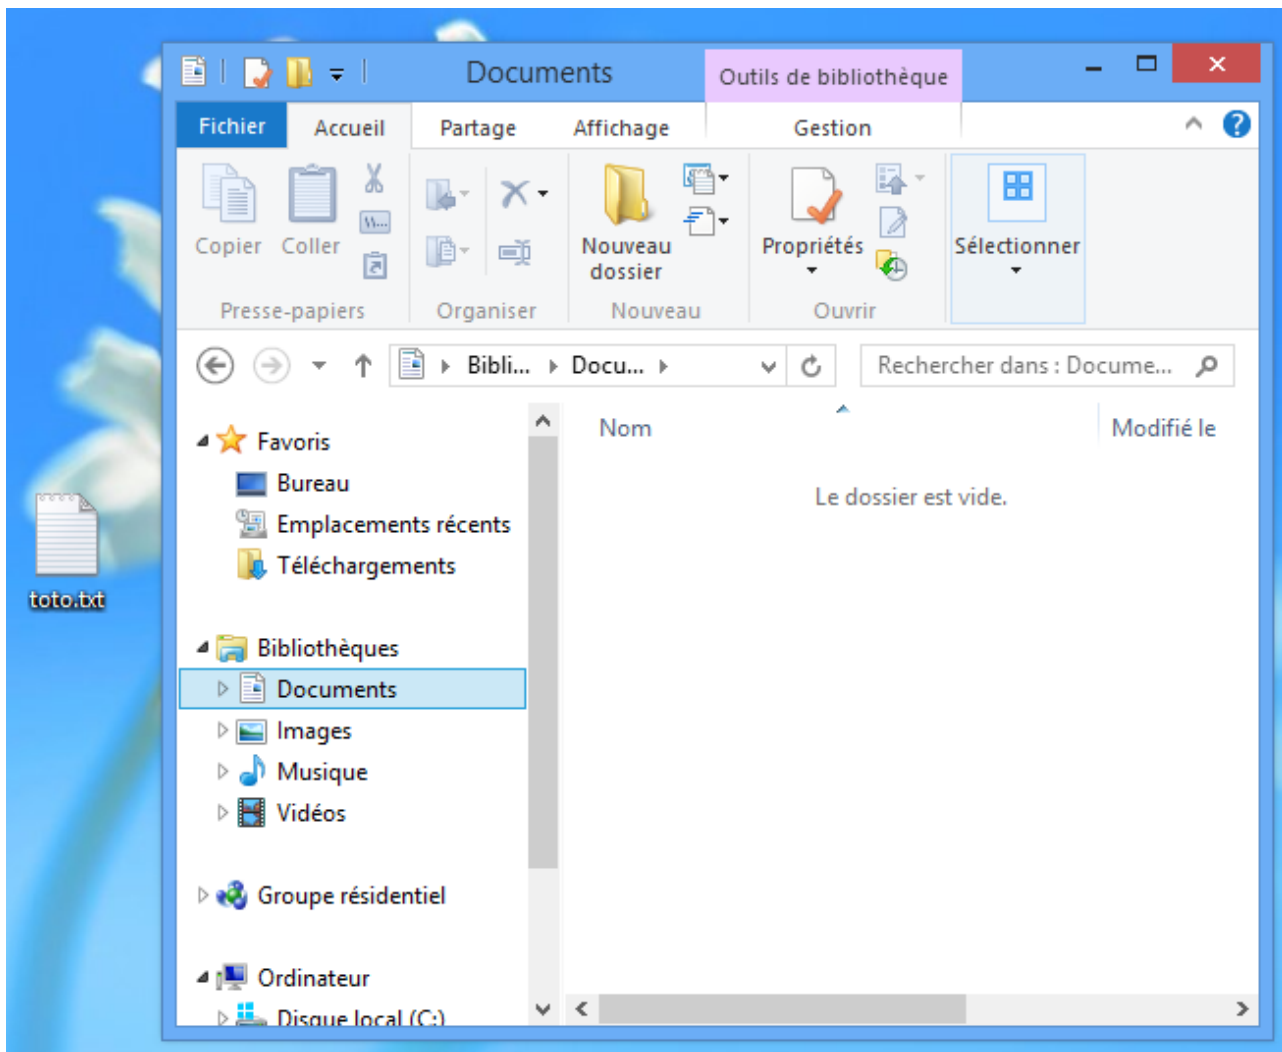 Documents
Outils de bibliothèque
Fichier Accueil Partage Affichage Gestion
Copier Coller
Nouveau dossier
Propriétés
Sélectionner
Presse-papiers Organiser Nouveau Ouvrir
Bibli... Docu...
Rechercher dans : Docume...
Nom Modifié le
Le dossier est vide.
Favoris
Bureau
Emplacements récents
Téléchargements
Bibliothèques
Documents
Images
Musique
Vidéos
Groupe résidentiel
Ordinateur
Disque local (C:)
toto.txt